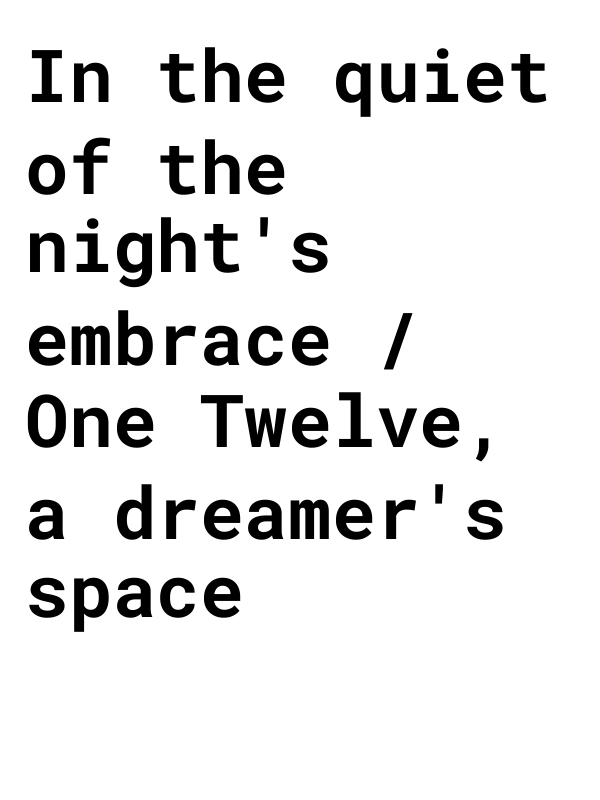 In the quiet
of the
night's
embrace /
One Twelve,
a dreamer's
space